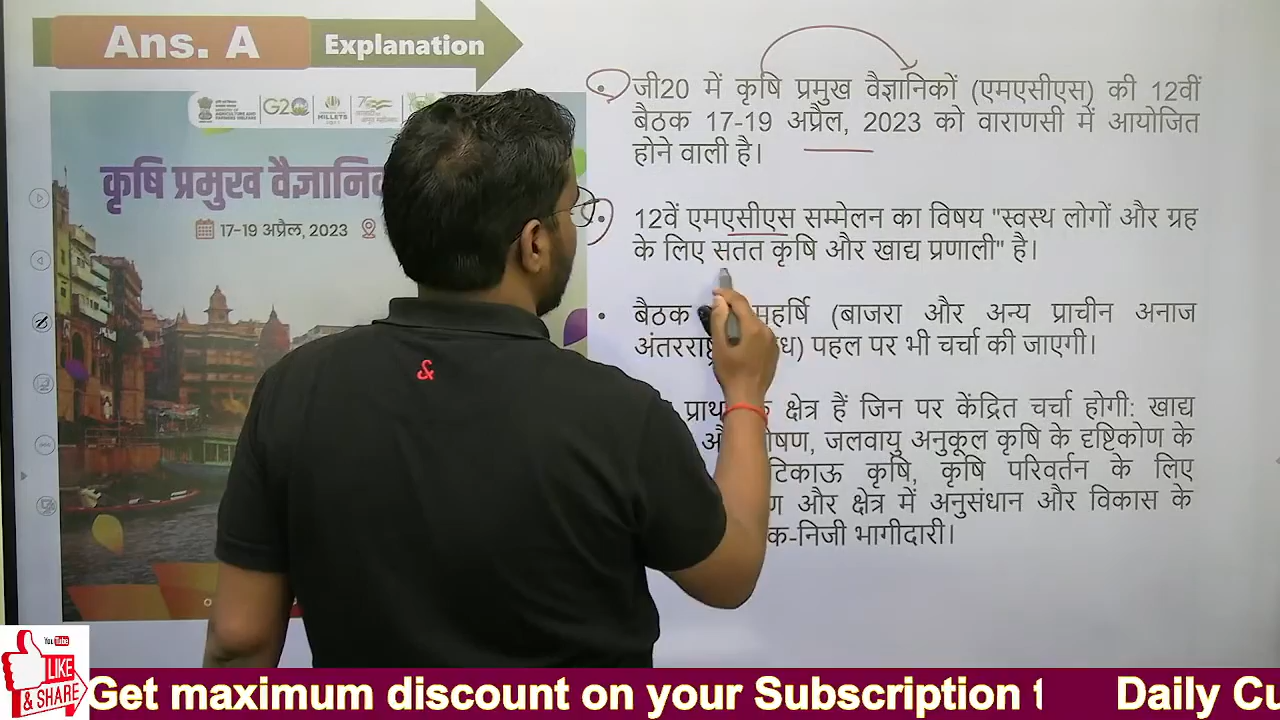 Ans. A
Explanation
G20
MILLETS
कृषि प्रमुख
17-19 अप्रैल, 2023
जी20 में कृषि प्रमुख वैज्ञानिकों (एमएसीएस) की 12वीं
बैठक 17-19 अप्रैल, 2023 को वाराणसी में आयोजित
होने वाली है।
12वें एमएसीएस सम्मेलन का विषय "स्वस्थ लोगों और ग्रह
के लिए सतत कृषि और खाद्य प्रणाली" है।
बैठक महर्षि (बाजरा और अन्य प्राचीन अनाज
पहल पर भी चर्चा की जाएगी।
क्षेत्र हैं जिन पर केंद्रित चर्चा होगी: खाद्य
जलवायु अनुकूल कृषि के दृष्टिकोण के
टिकाऊ कृषि, कृषि परिवर्तन के लिए
और क्षेत्र में अनुसंधान और विकास के
भागीदारी।
&
YouTube
LIKE
& SHARE
Get maximum discount on your Subscription
Daily